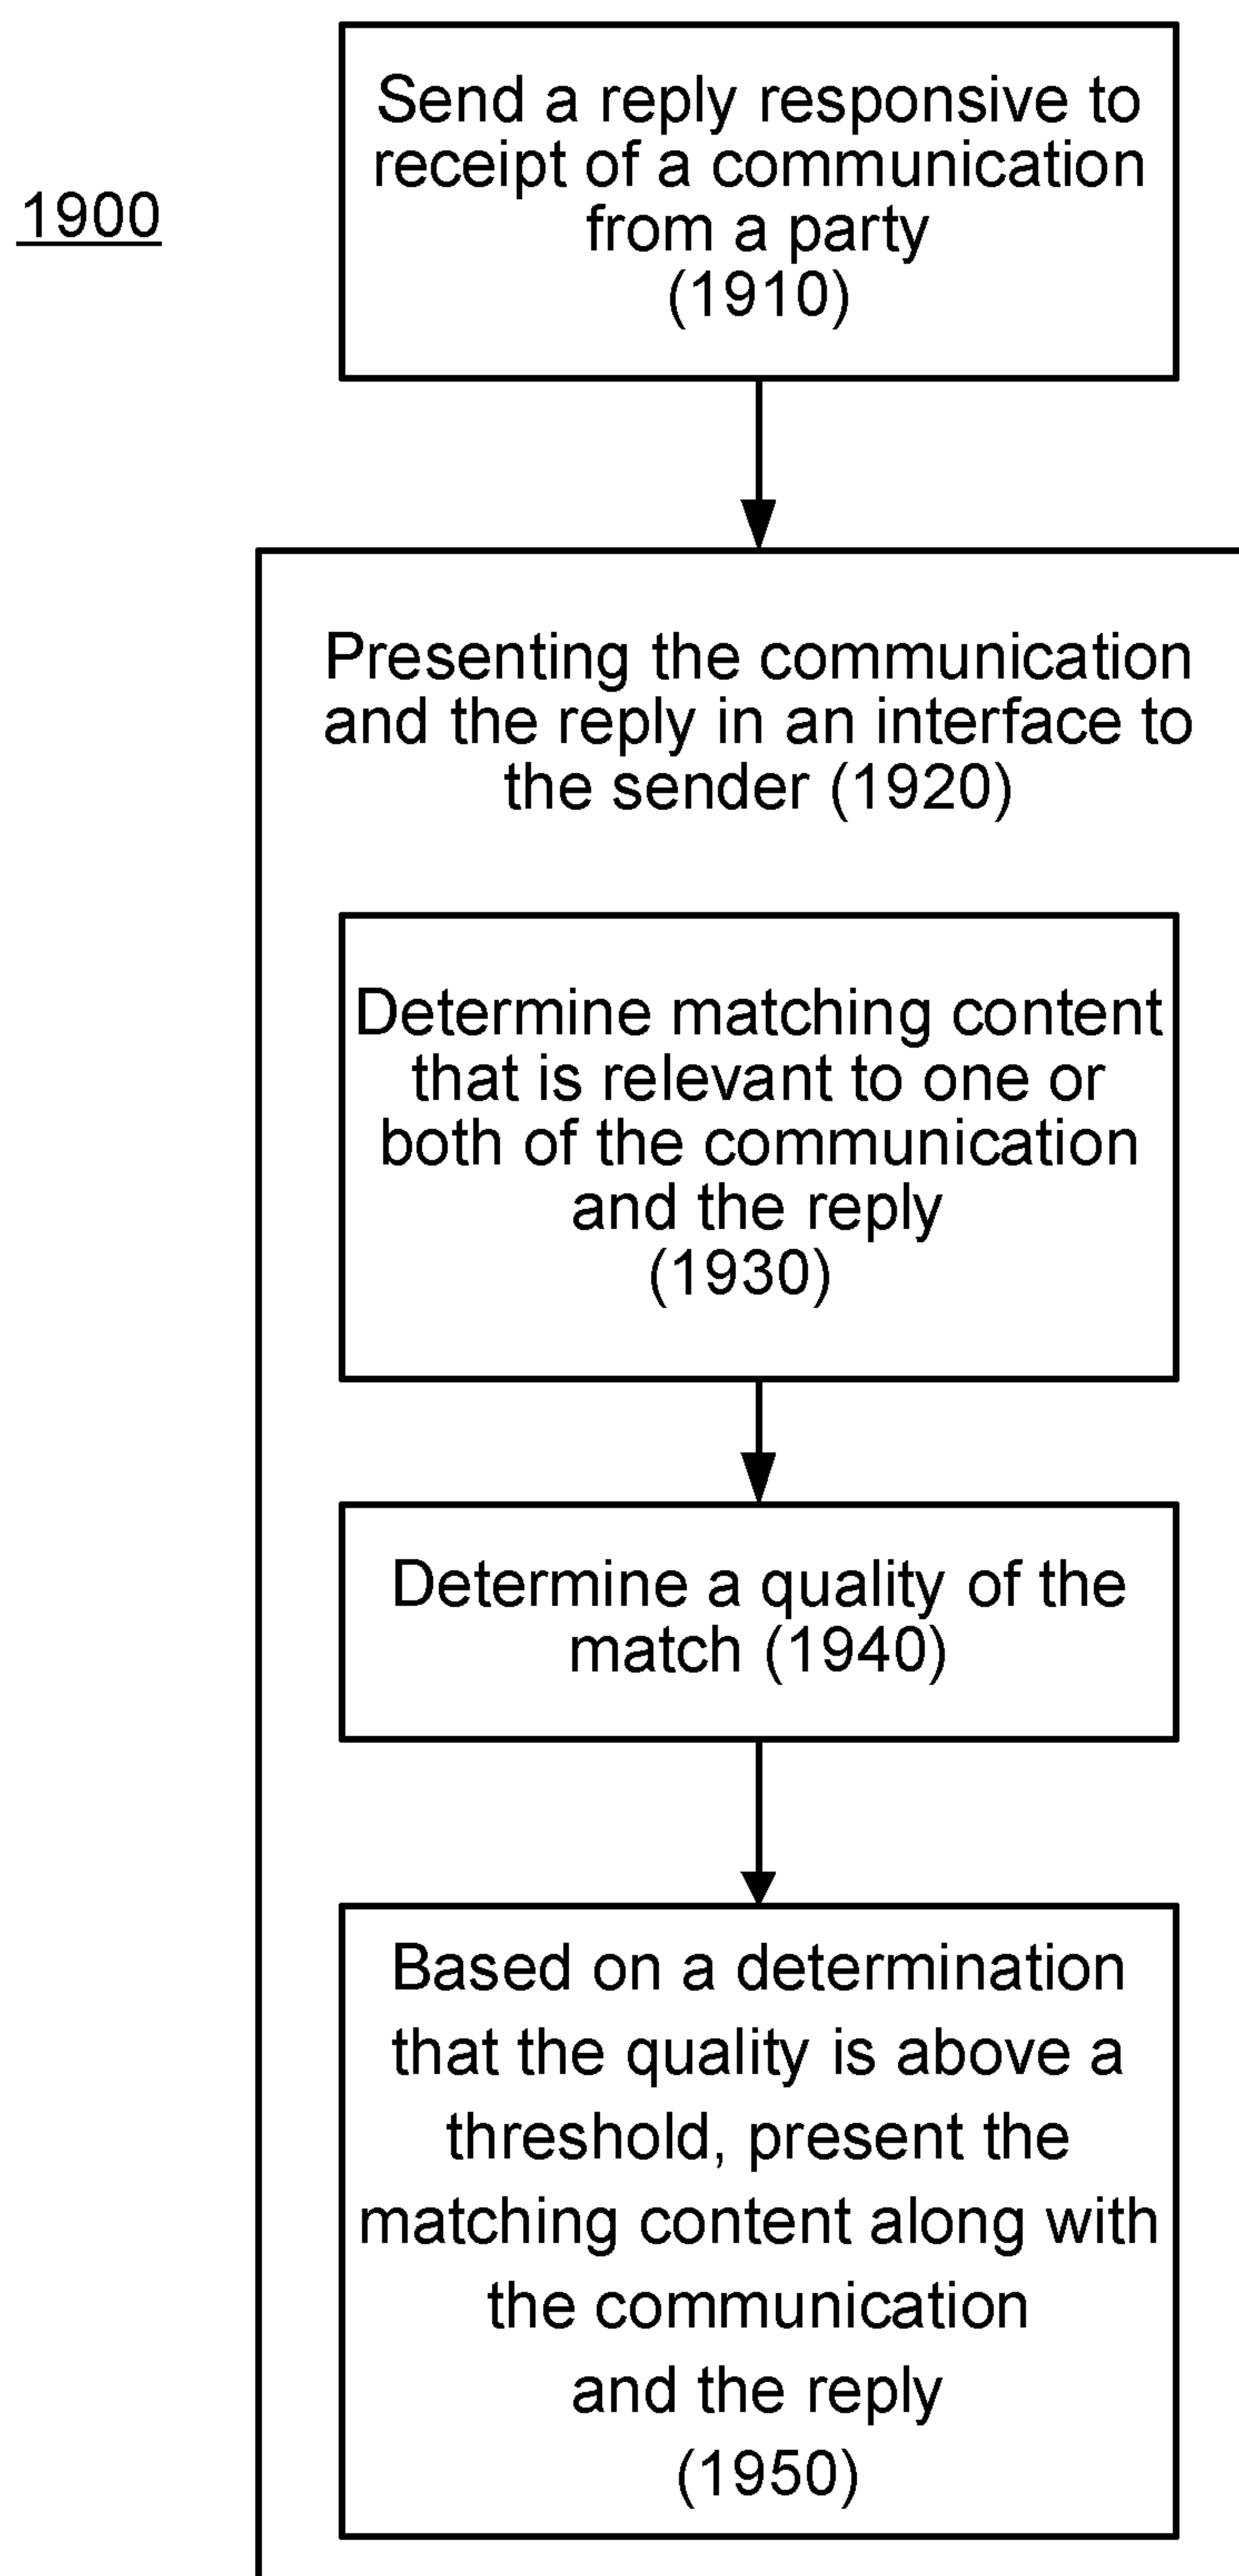 Send a reply responsive to
receipt of a communication
from a party
(1910)
1900
Presenting the communication
and the reply in an interface to
the sender (1920)
Determine matching content
that is relevant to one or
both of the communication
and the reply
(1930)
Determine a quality of the
match (1940)
Based on a determination
that the quality is above a
threshold, present the
matching content along with
the communication
and the reply
(1950)